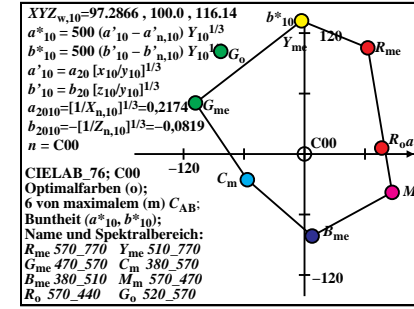 XYZw,10=97.2866 , 100.0 , 116.14
a*10 = 500 (a'10 − a'n,10) Y10^1/3
b*10 = 500 (b'10 − b'n,10) Y10^1
a'10 = a20 [x10/y10]^1/3
b'10 = b20 [z10/y10]^1/3
a2010=[1/Xn,10]^1/3=0,2174
b2010=−[1/Zn,10]^1/3=−0,0819
n = C00
CIELAB_76; C00
Optimalfarben (o);
6 von maximalem (m) CAB;
Buntheit (a*10, b*10);
Name und Spektralbereich:
Rme 570_770 Yme 510_770
Gme 470_570 Cm 380_570
Bme 380_510 Mm 570_470
Ro 570_440 Go 520_570
b*10
Yme
120
Rme
Go
Gme
C00
Ro
a
−120
Cm
M
Bme
−120